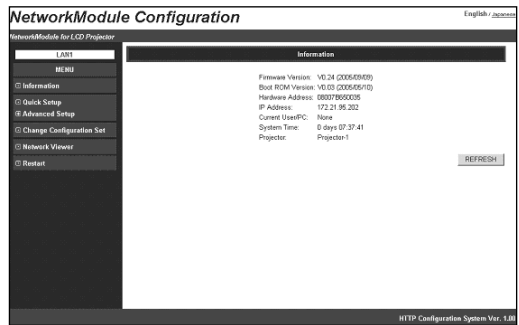 NetworkModule Configuration
English / Japanese
NetworkModule for LCD Projector
LAN1
MENU
Information
Quick Setup
Advanced Setup
Change Configuration Set
Network Viewer
Restart
Information
Firmware Version: V0.24 (2005/09/09)
Boot ROM Version: V0.03 (2005/05/10)
Hardware Address: 08007B650035
IP Address: 172.21.95.202
Current User/PC: None
System Time: 0 days 07:37:41
Projector: Projector-1
REFRESH
HTTP Configuration System Ver. 1.00